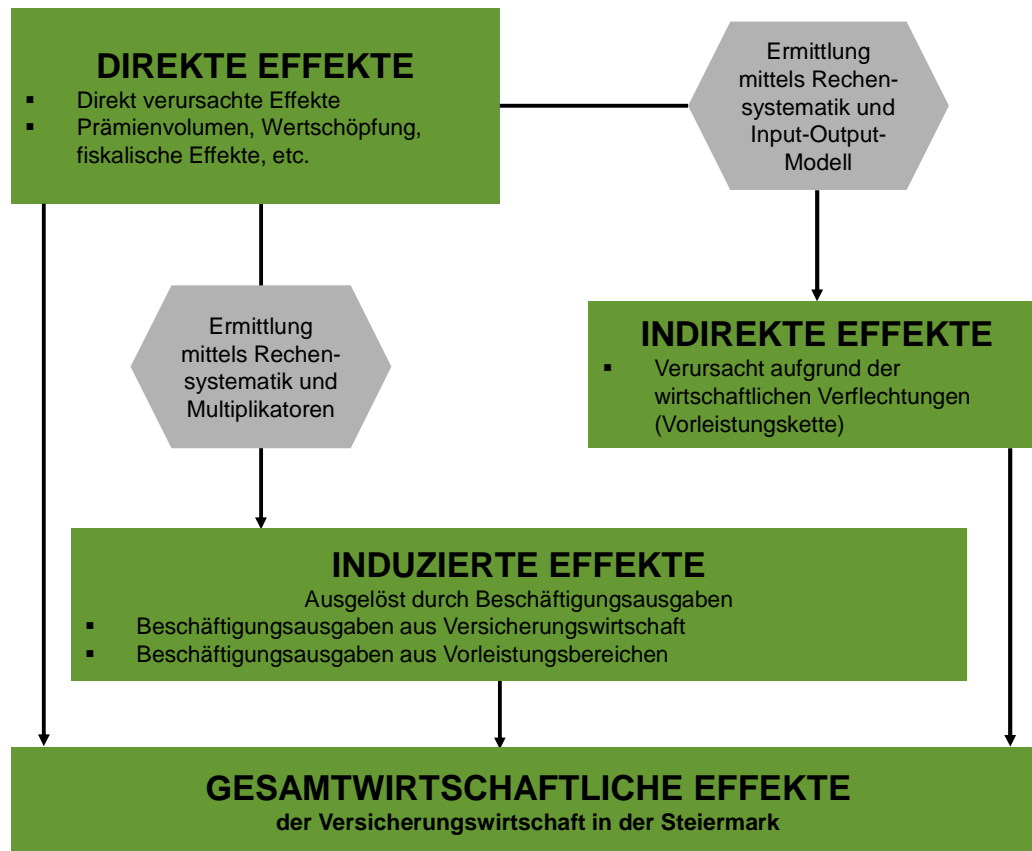 DIREKTE EFFEKTE
▪ Direkt verursachte Effekte
▪ Prämienvolumen, Wertschöpfung,
fiskalische Effekte, etc.
Ermittlung
mittels Rechen-
systematik und
Input-Output-
Modell
Ermittlung
mittels Rechen-
systematik und
Multiplikatoren
INDIREKTE EFFEKTE
▪ Verursacht aufgrund der
wirtschaftlichen Verflechtungen
(Vorleistungskette)
INDUZIERTE EFFEKTE
Ausgelöst durch Beschäftigungsausgaben
▪ Beschäftigungsausgaben aus Versicherungswirtschaft
▪ Beschäftigungsausgaben aus Vorleistungsbereichen
GESAMTWIRTSCHAFTLICHE EFFEKTE
der Versicherungswirtschaft in der Steiermark